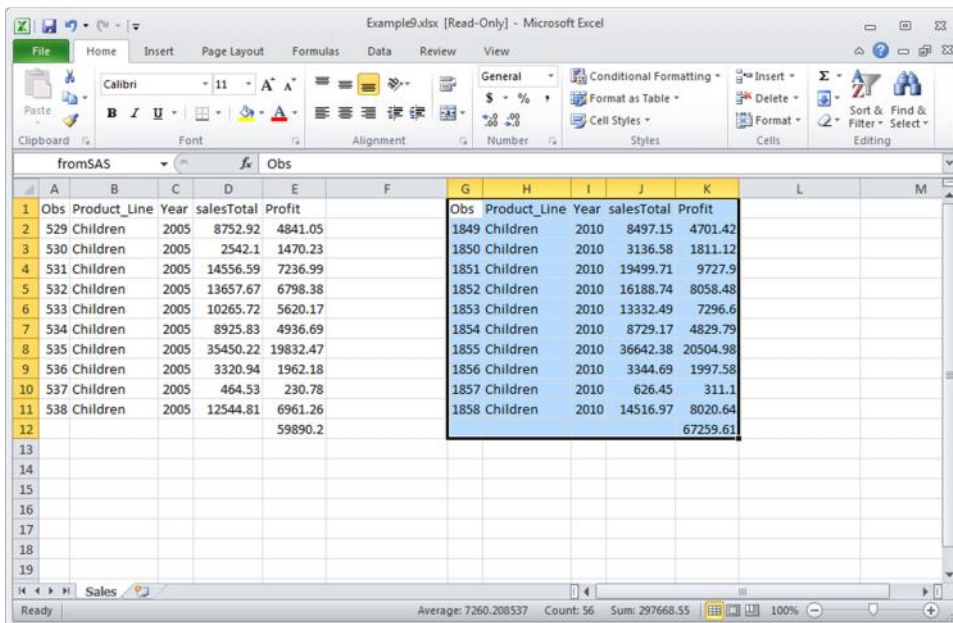 Example9.xlsx [Read-Only] - Microsoft Excel
File Home Insert Page Layout Formulas Data Review View
Paste
Calibri 11 A A
General
Conditional Formatting
Insert
Σ
B I U A
$ % ,
Format as Table
Delete
Sort & Filter
Find & Select
.0 .00 .00 .0
Cell Styles
Format
Clipboard Font Alignment Number Styles Cells Editing
fromSAS fx Obs
A B C D E F G H I J K L M
1 Obs Product_Line Year salesTotal Profit Obs Product_Line Year salesTotal Profit
2 529 Children 2005 8752.92 4841.05 1849 Children 2010 8497.15 4701.42
3 530 Children 2005 2542.1 1470.23 1850 Children 2010 3136.58 1811.12
4 531 Children 2005 14556.59 7236.99 1851 Children 2010 19499.71 9727.9
5 532 Children 2005 13657.67 6798.38 1852 Children 2010 16188.74 8058.48
6 533 Children 2005 10265.72 5620.17 1853 Children 2010 13332.49 7296.6
7 534 Children 2005 8925.83 4936.69 1854 Children 2010 8729.17 4829.79
8 535 Children 2005 35450.22 19832.47 1855 Children 2010 36642.38 20504.98
9 536 Children 2005 3320.94 1962.18 1856 Children 2010 3344.69 1997.58
10 537 Children 2005 464.53 230.78 1857 Children 2010 626.45 311.1
11 538 Children 2005 12544.81 6961.26 1858 Children 2010 14516.97 8020.64
12 59890.2 67259.61
13
14
15
16
17
18
19
Sales
Ready Average: 7260.208537 Count: 56 Sum: 297668.55 100%